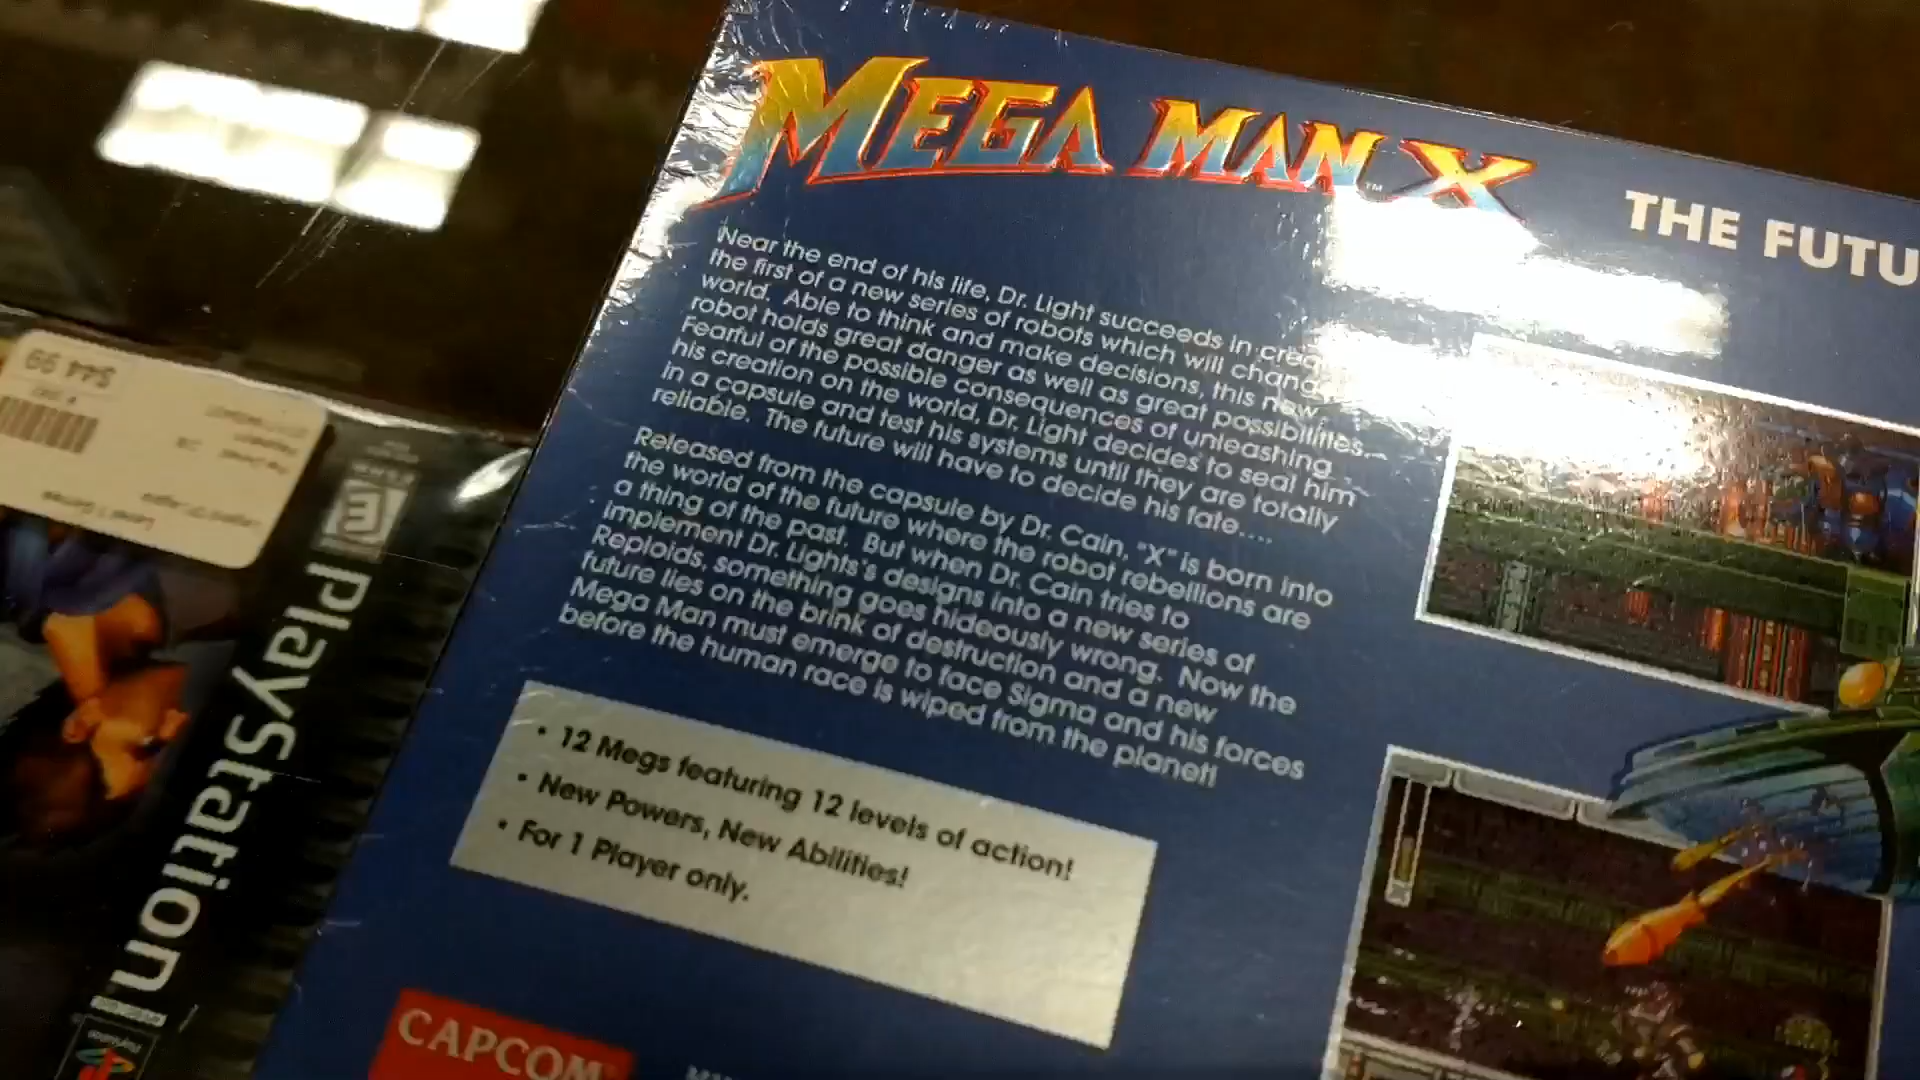 MEGA MAN X
TM
THE FUTU
Near the end of his life, Dr. Light succeeds in crea
the first of a new series of robots which will chang
world. Able to think and make decisions, this new
robot holds great danger as well as great possibilities.
Fearful of the possible consequences of unleashing
his creation on the world, Dr. Light decides to seal him
in a capsule and test his systems until they are totally
reliable. The future will have to decide his fate....
Released from the capsule by Dr. Cain, "X" is born into
the world of the future where the robot rebellions are
a thing of the past. But when Dr. Cain tries to
implement Dr. Lights's designs into a new series of
Reploids, something goes hideously wrong. Now the
future lies on the brink of destruction and a new
Mega Man must emerge to face Sigma and his forces
before the human race is wiped from the planet!
• 12 Megs featuring 12 levels of action!
• New Powers, New Abilities!
• For 1 Player only.
CAPCOM
$44.99
PlayStation